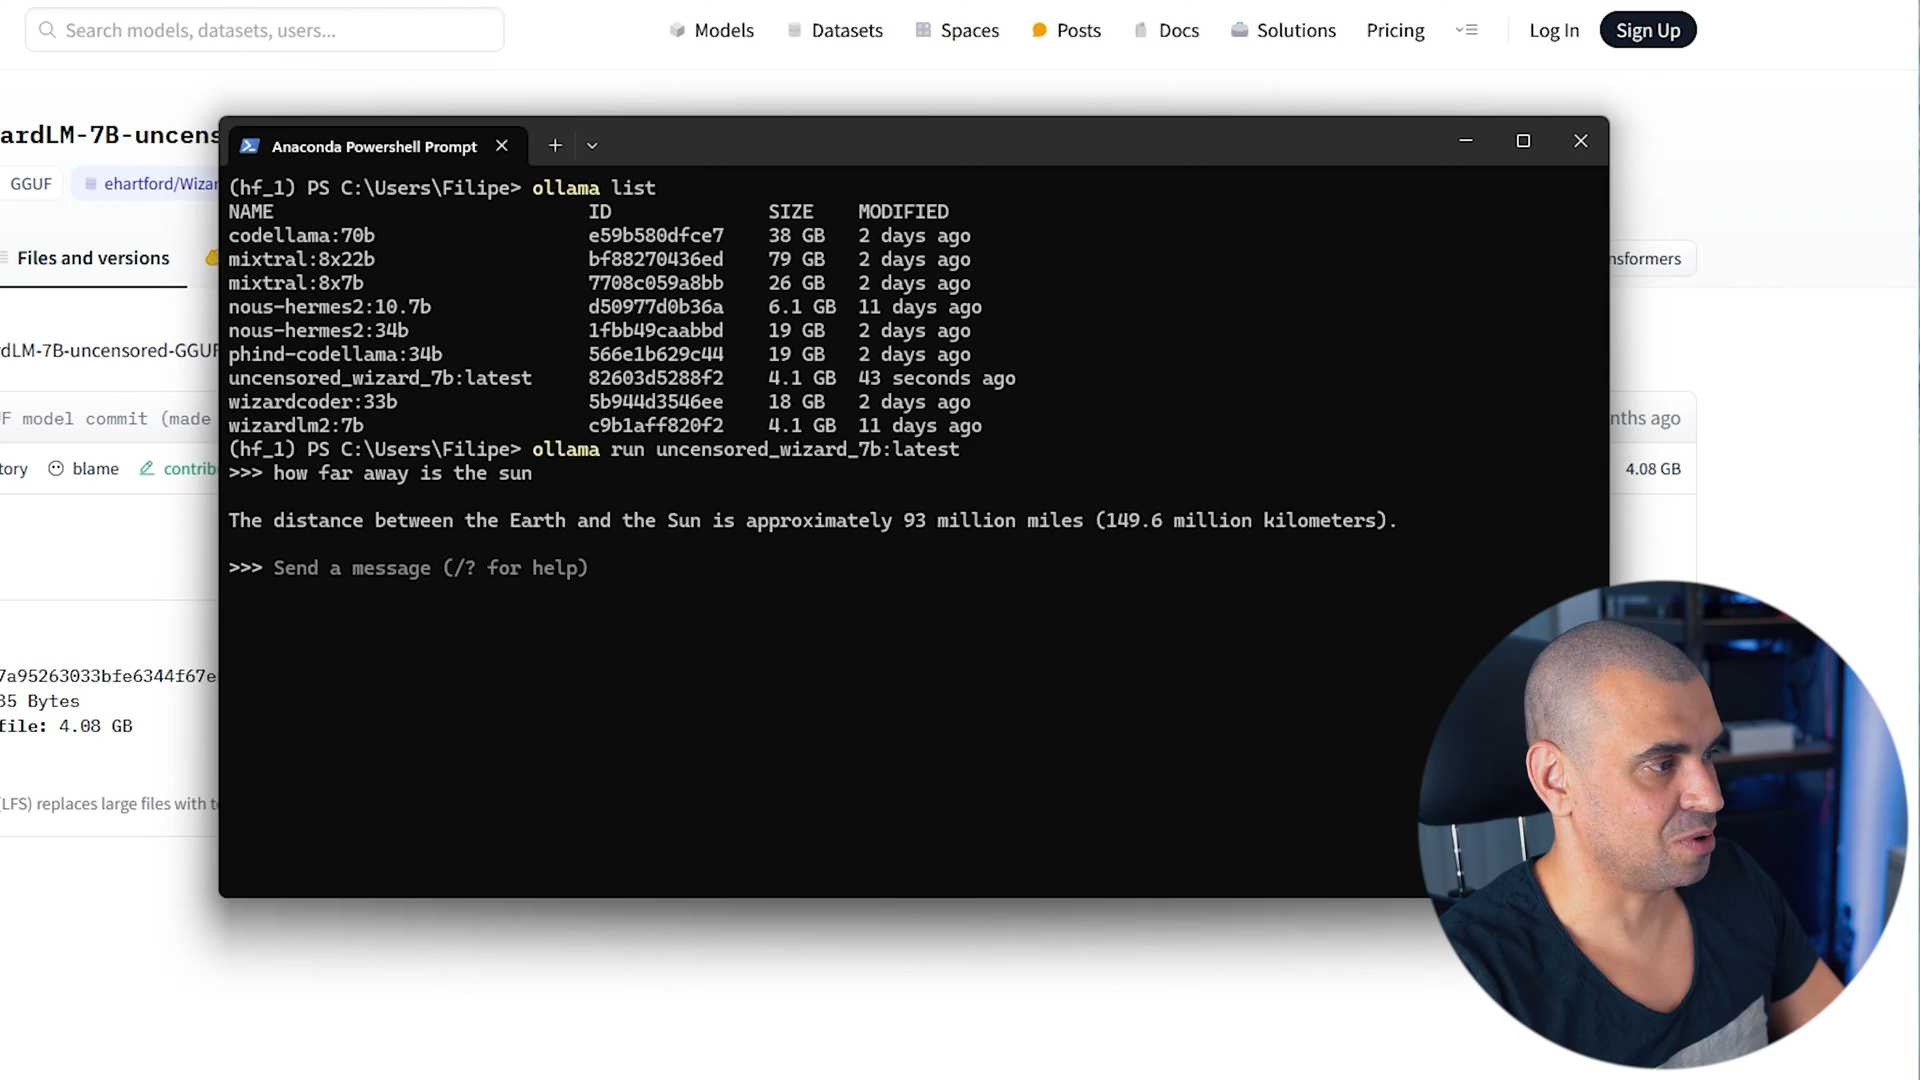 Search models, datasets, users...
Models
Datasets
Spaces
Posts
Docs
Solutions
Pricing
Log In
Sign Up
ardLM-7B-uncens
GGUF
ehartford/Wizar
Files and versions
nsformers
dLM-7B-uncensored-GGUF
F model commit (made
nths ago
tory
blame
contrib
4.08 GB
7a95263033bfe6344f67e
35 Bytes
file: 4.08 GB
(LFS) replaces large files with te
Anaconda Powershell Prompt
(hf_1) PS C:\Users\Filipe> ollama list
NAME ID SIZE MODIFIED
codellama:70b e59b580dfce7 38 GB 2 days ago
mixtral:8x22b bf88270436ed 79 GB 2 days ago
mixtral:8x7b 7708c059a8bb 26 GB 2 days ago
nous-hermes2:10.7b d50977d0b36a 6.1 GB 11 days ago
nous-hermes2:34b 1fbb49caabbd 19 GB 2 days ago
phind-codellama:34b 566e1b629c44 19 GB 2 days ago
uncensored_wizard_7b:latest 82603d5288f2 4.1 GB 43 seconds ago
wizardcoder:33b 5b944d3546ee 18 GB 2 days ago
wizardlm2:7b c9b1aff820f2 4.1 GB 11 days ago
(hf_1) PS C:\Users\Filipe> ollama run uncensored_wizard_7b:latest
>>> how far away is the sun
The distance between the Earth and the Sun is approximately 93 million miles (149.6 million kilometers).
>>> Send a message (/? for help)